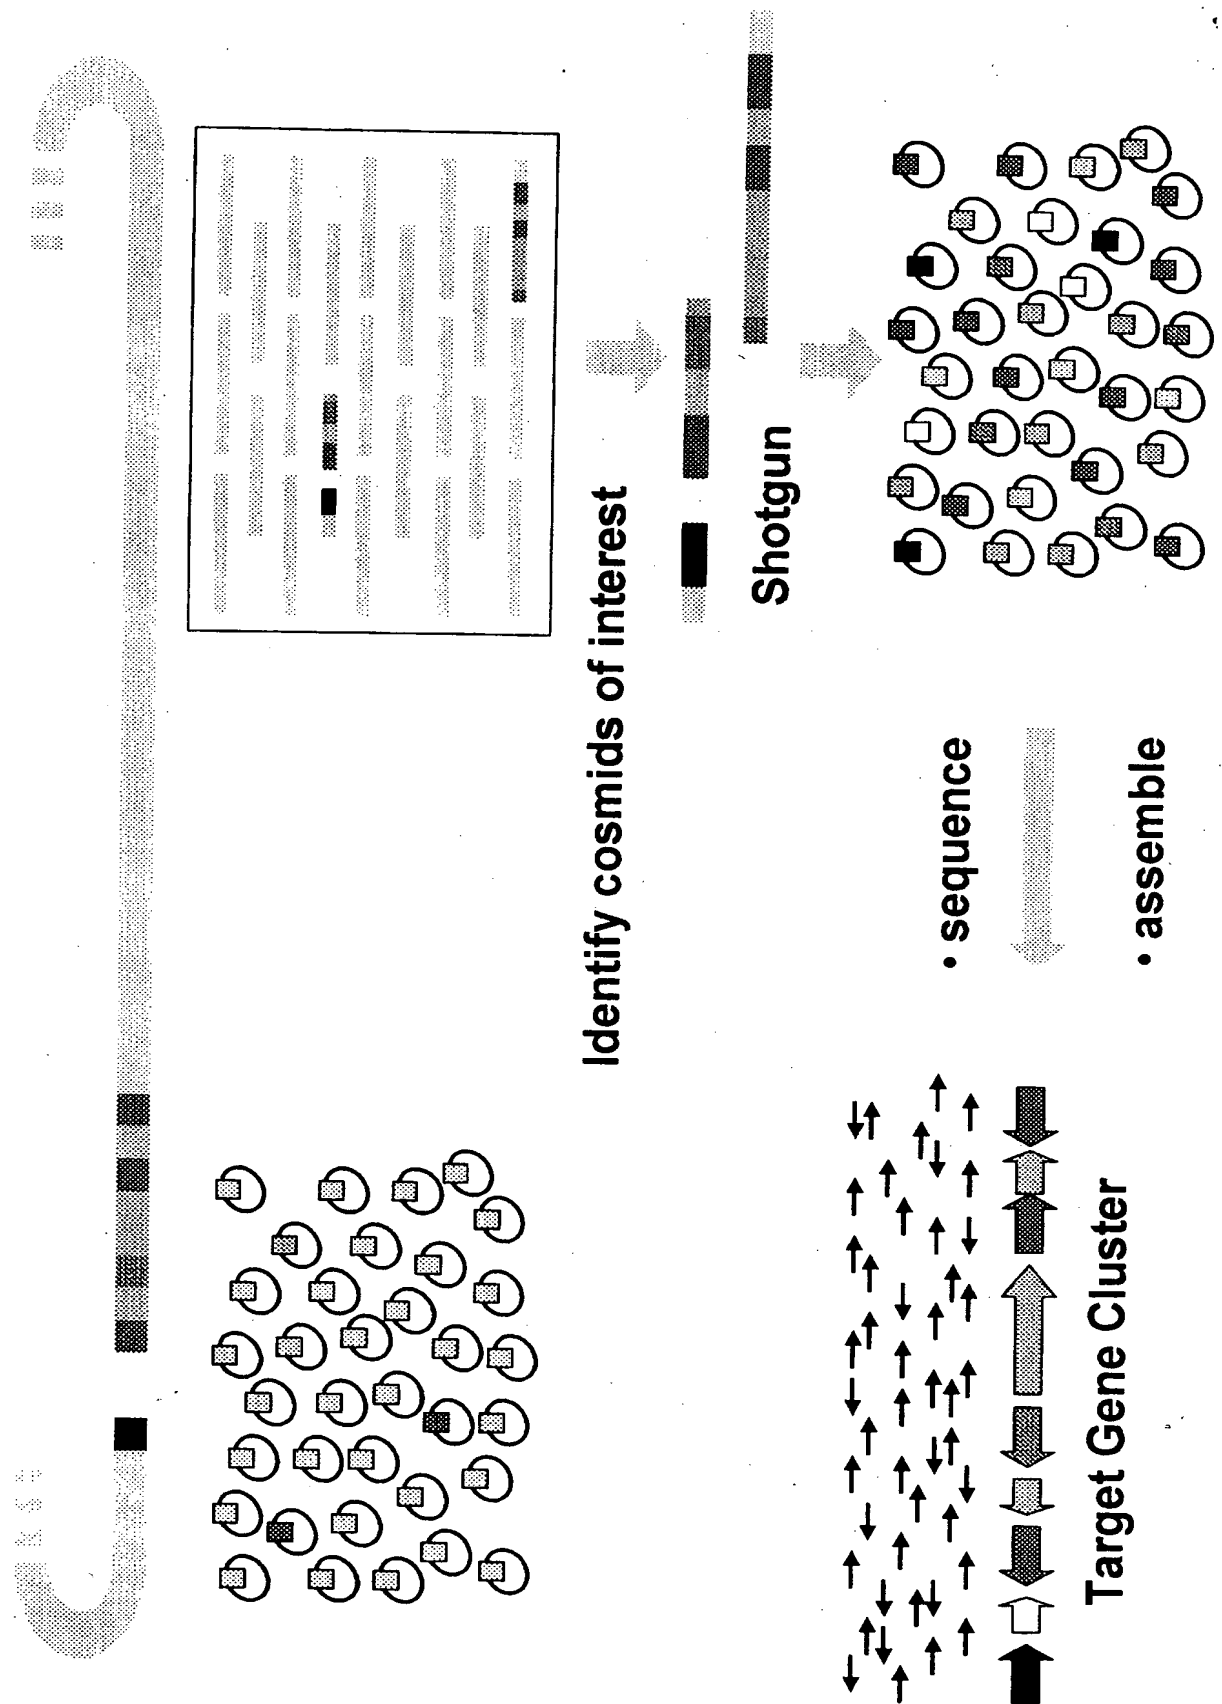 Identify cosmids of interest
Shotgun
• sequence
• assemble
Target Gene Cluster